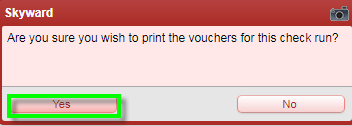 Skyward
Are you sure you wish to print the vouchers for this check run?
Yes
No